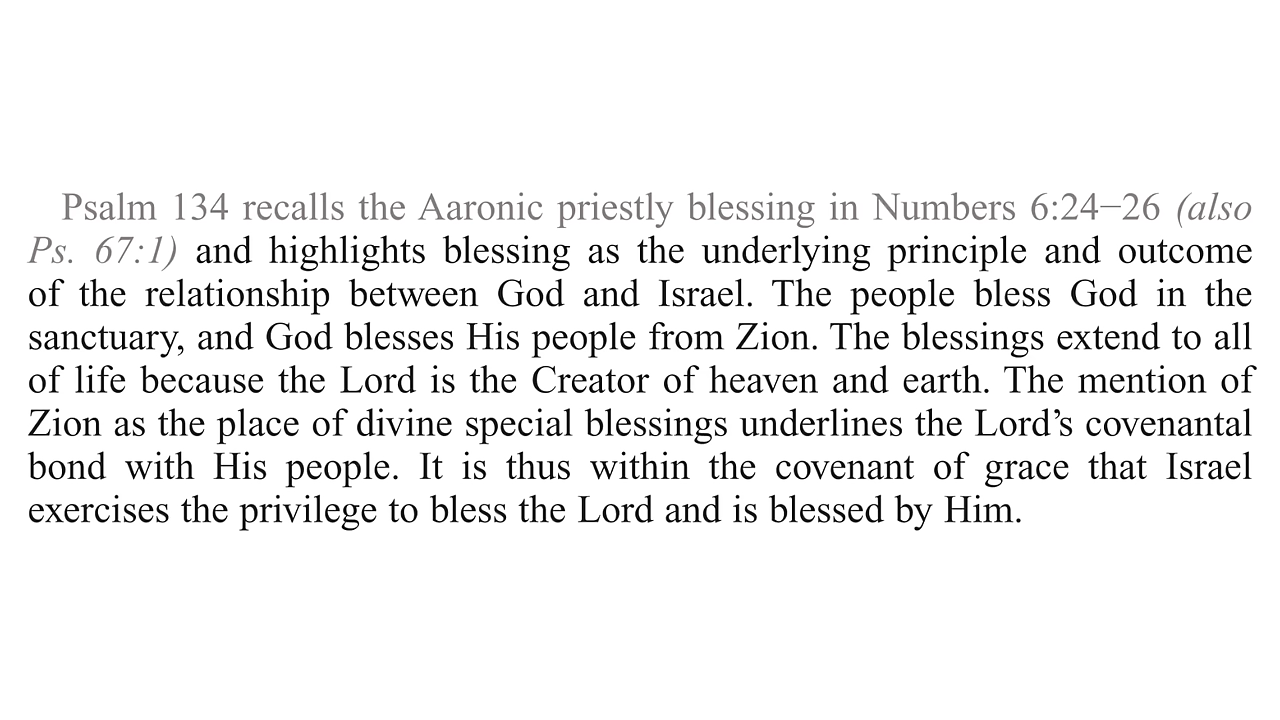 Psalm 134 recalls the Aaronic priestly blessing in Numbers 6:24−26 (also
Ps. 67:1) and highlights blessing as the underlying principle and outcome
of the relationship between God and Israel. The people bless God in the
sanctuary, and God blesses His people from Zion. The blessings extend to all
of life because the Lord is the Creator of heaven and earth. The mention of
Zion as the place of divine special blessings underlines the Lord’s covenantal
bond with His people. It is thus within the covenant of grace that Israel
exercises the privilege to bless the Lord and is blessed by Him.